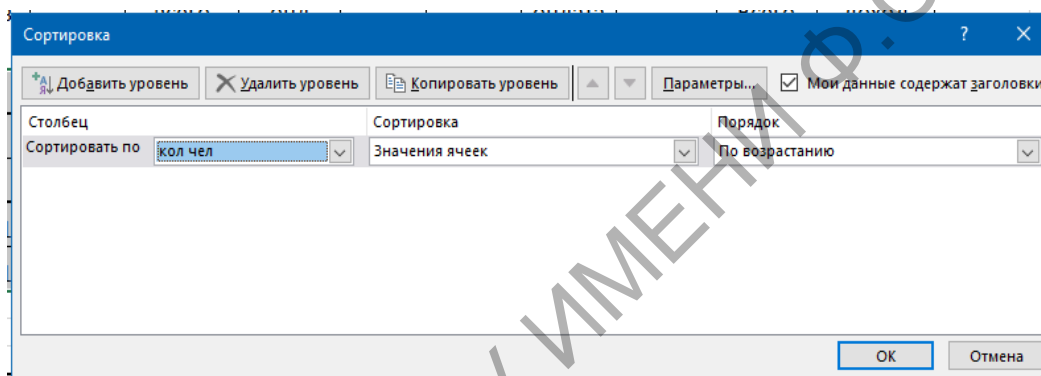 Сортировка
Добавить уровень Удалить уровень Копировать уровень Параметры... Мои данные содержат заголовки
Столбец Сортировка Порядок
Сортировать по кол чел Значения ячеек По возрастанию
ИМЕНИ Ф.
ОК Отмена